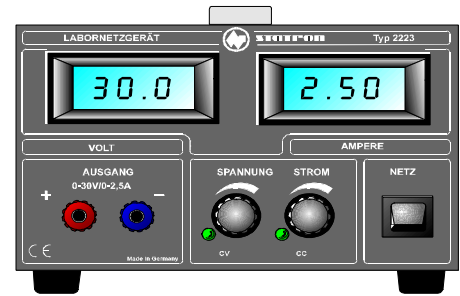 LABORNETZGERÄT statron Typ 2223
30.0 2.50
VOLT AMPERE
AUSGANG SPANNUNG STROM NETZ
0-30V/0-2,5A
+ −
CV CC
CE Made in Germany